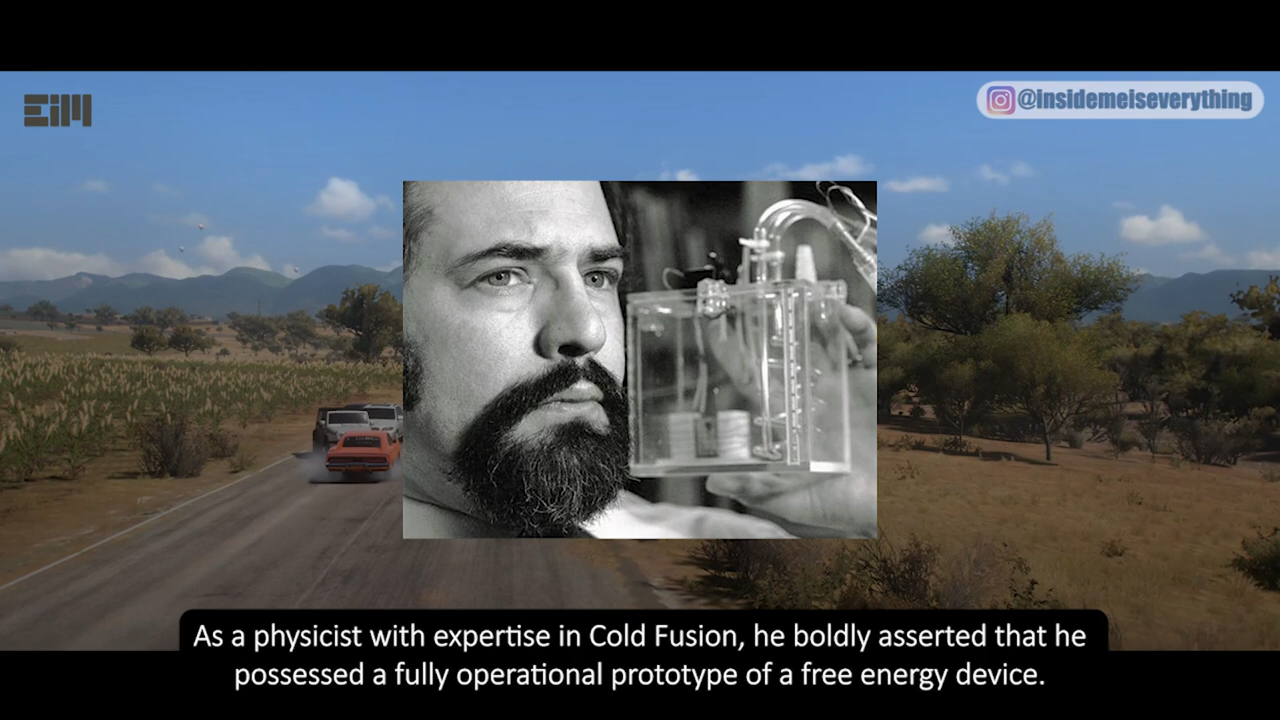 EiM
@insidemeiseverything
As a physicist with expertise in Cold Fusion, he boldly asserted that he
possessed a fully operational prototype of a free energy device.